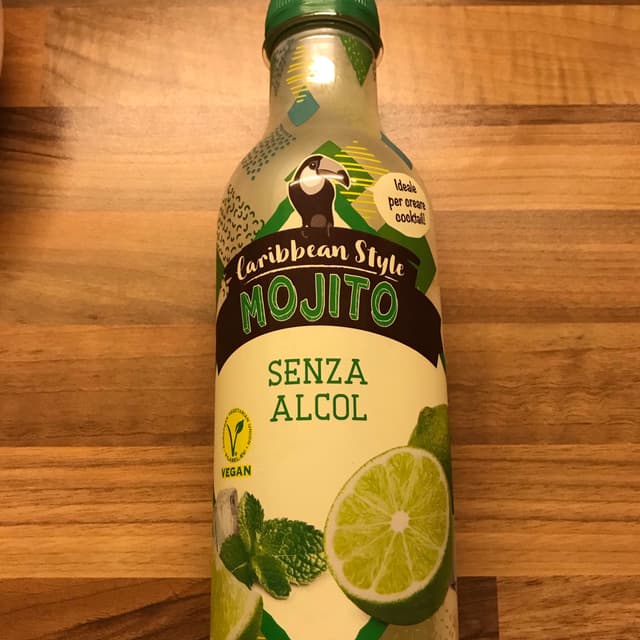 Ideale
per creare
cocktail!
Caribbean Style
MOJITO
SENZA
ALCOL
VEGAN